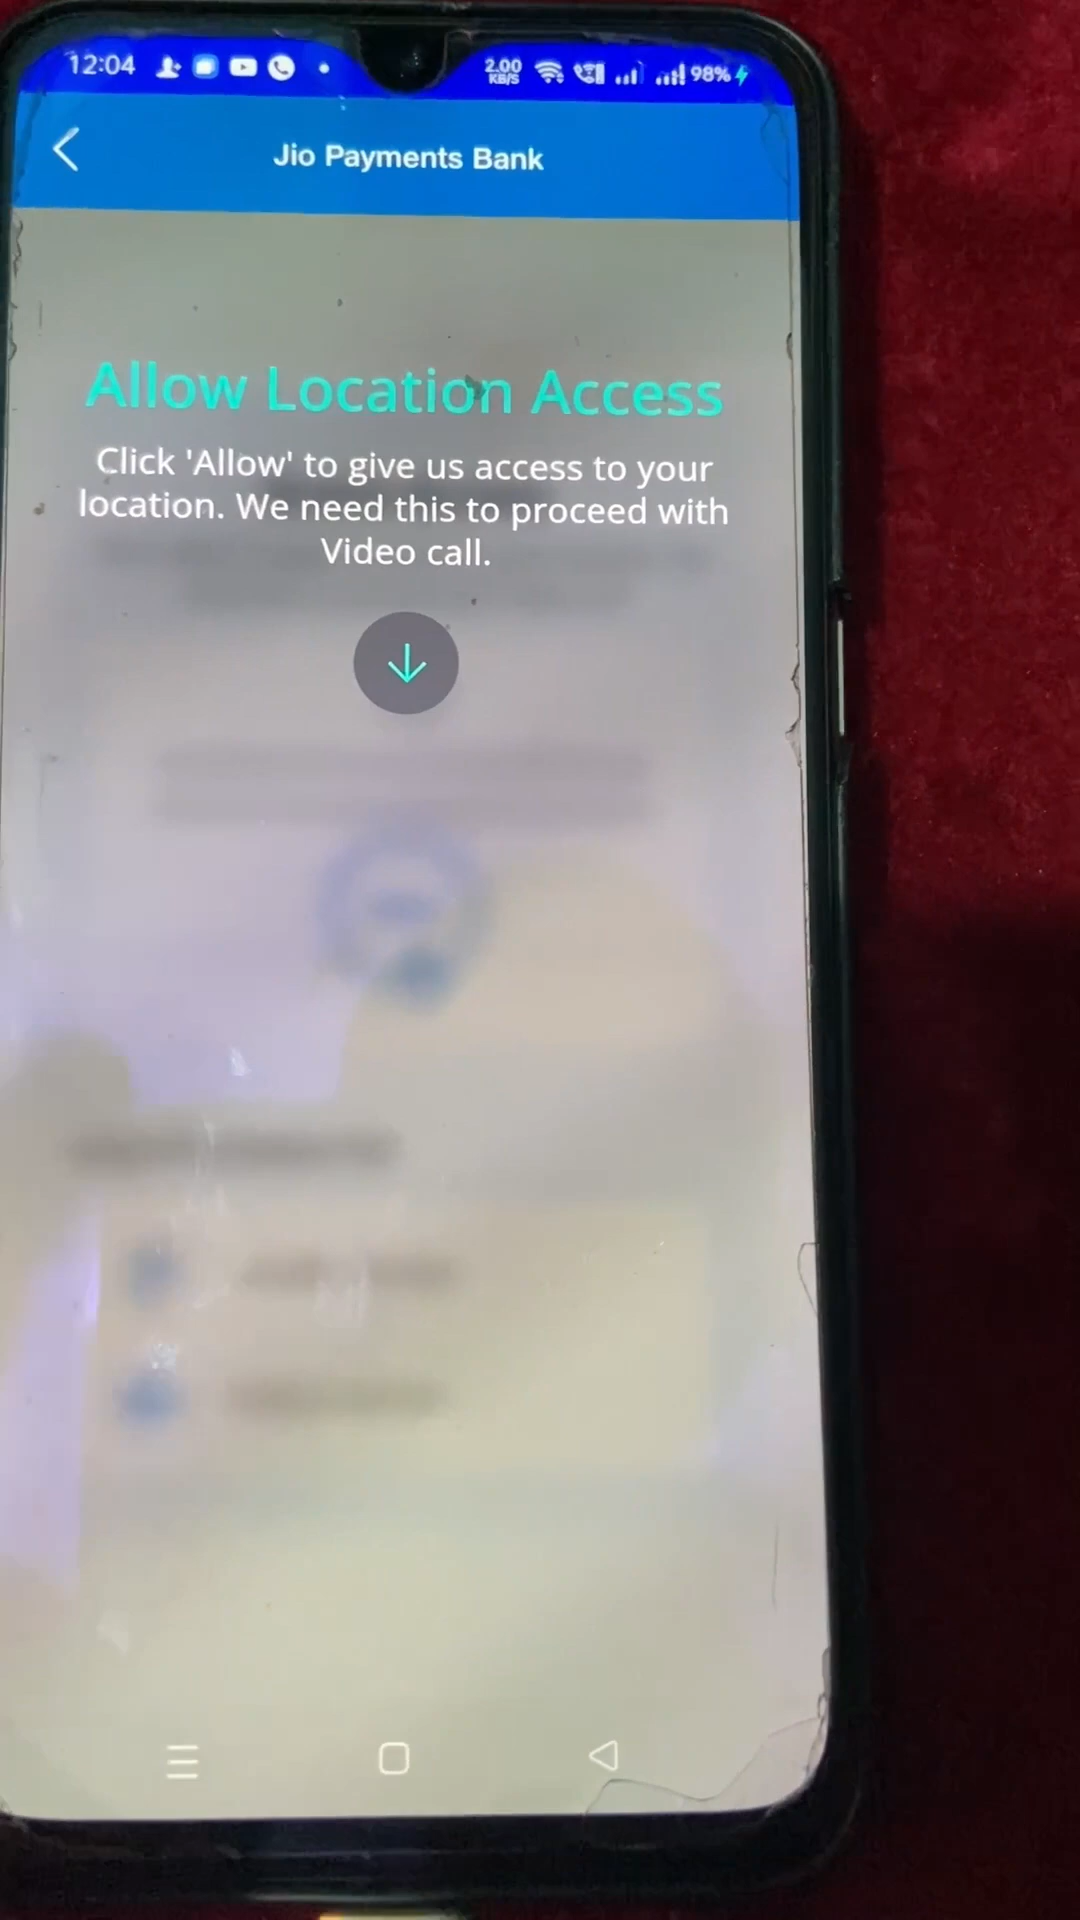 12:04
2.00
KB/S
98%
Jio Payments Bank
Allow Location Access
Click 'Allow' to give us access to your
location. We need this to proceed with
Video call.